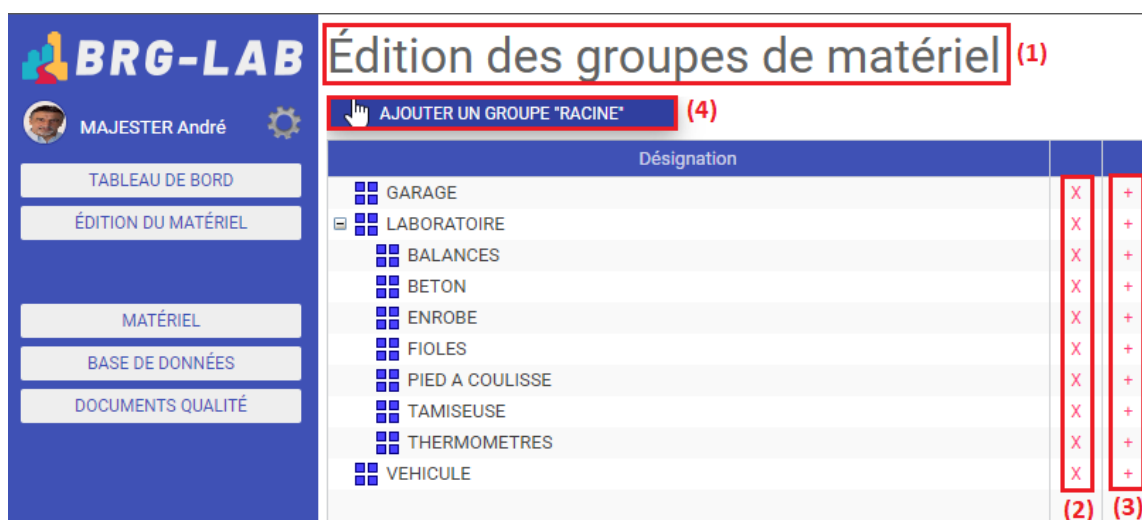 BRG-LAB
MAJESTER André
TABLEAU DE BORD
ÉDITION DU MATÉRIEL
MATÉRIEL
BASE DE DONNÉES
DOCUMENTS QUALITÉ
Édition des groupes de matériel (1)
AJOUTER UN GROUPE "RACINE" (4)
Désignation
GARAGE X +
LABORATOIRE X +
BALANCES X +
BETON X +
ENROBE X +
FIOLES X +
PIED A COULISSE X +
TAMISEUSE X +
THERMOMETRES X +
VEHICULE X +
(2) (3)